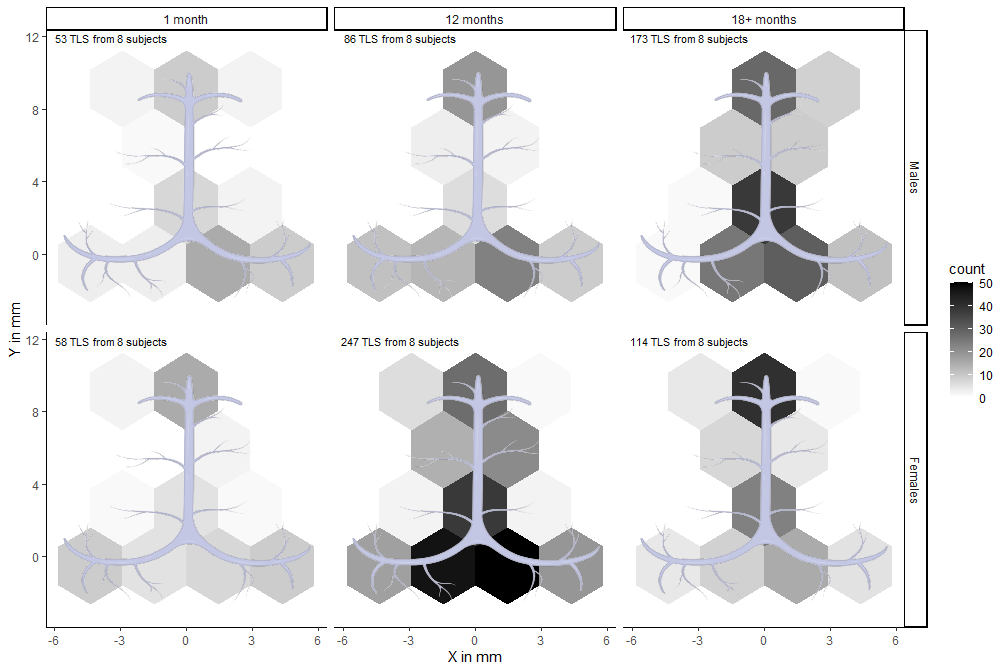 1 month 12 months 18+ months
53 TLS from 8 subjects 86 TLS from 8 subjects 173 TLS from 8 subjects
12
8
4
0
Males
58 TLS from 8 subjects 247 TLS from 8 subjects 114 TLS from 8 subjects
12
8
4
0
Females
Y in mm
-6 -3 0 3 6 -6 -3 0 3 6 -6 -3 0 3 6
X in mm
count
50
40
30
20
10
0